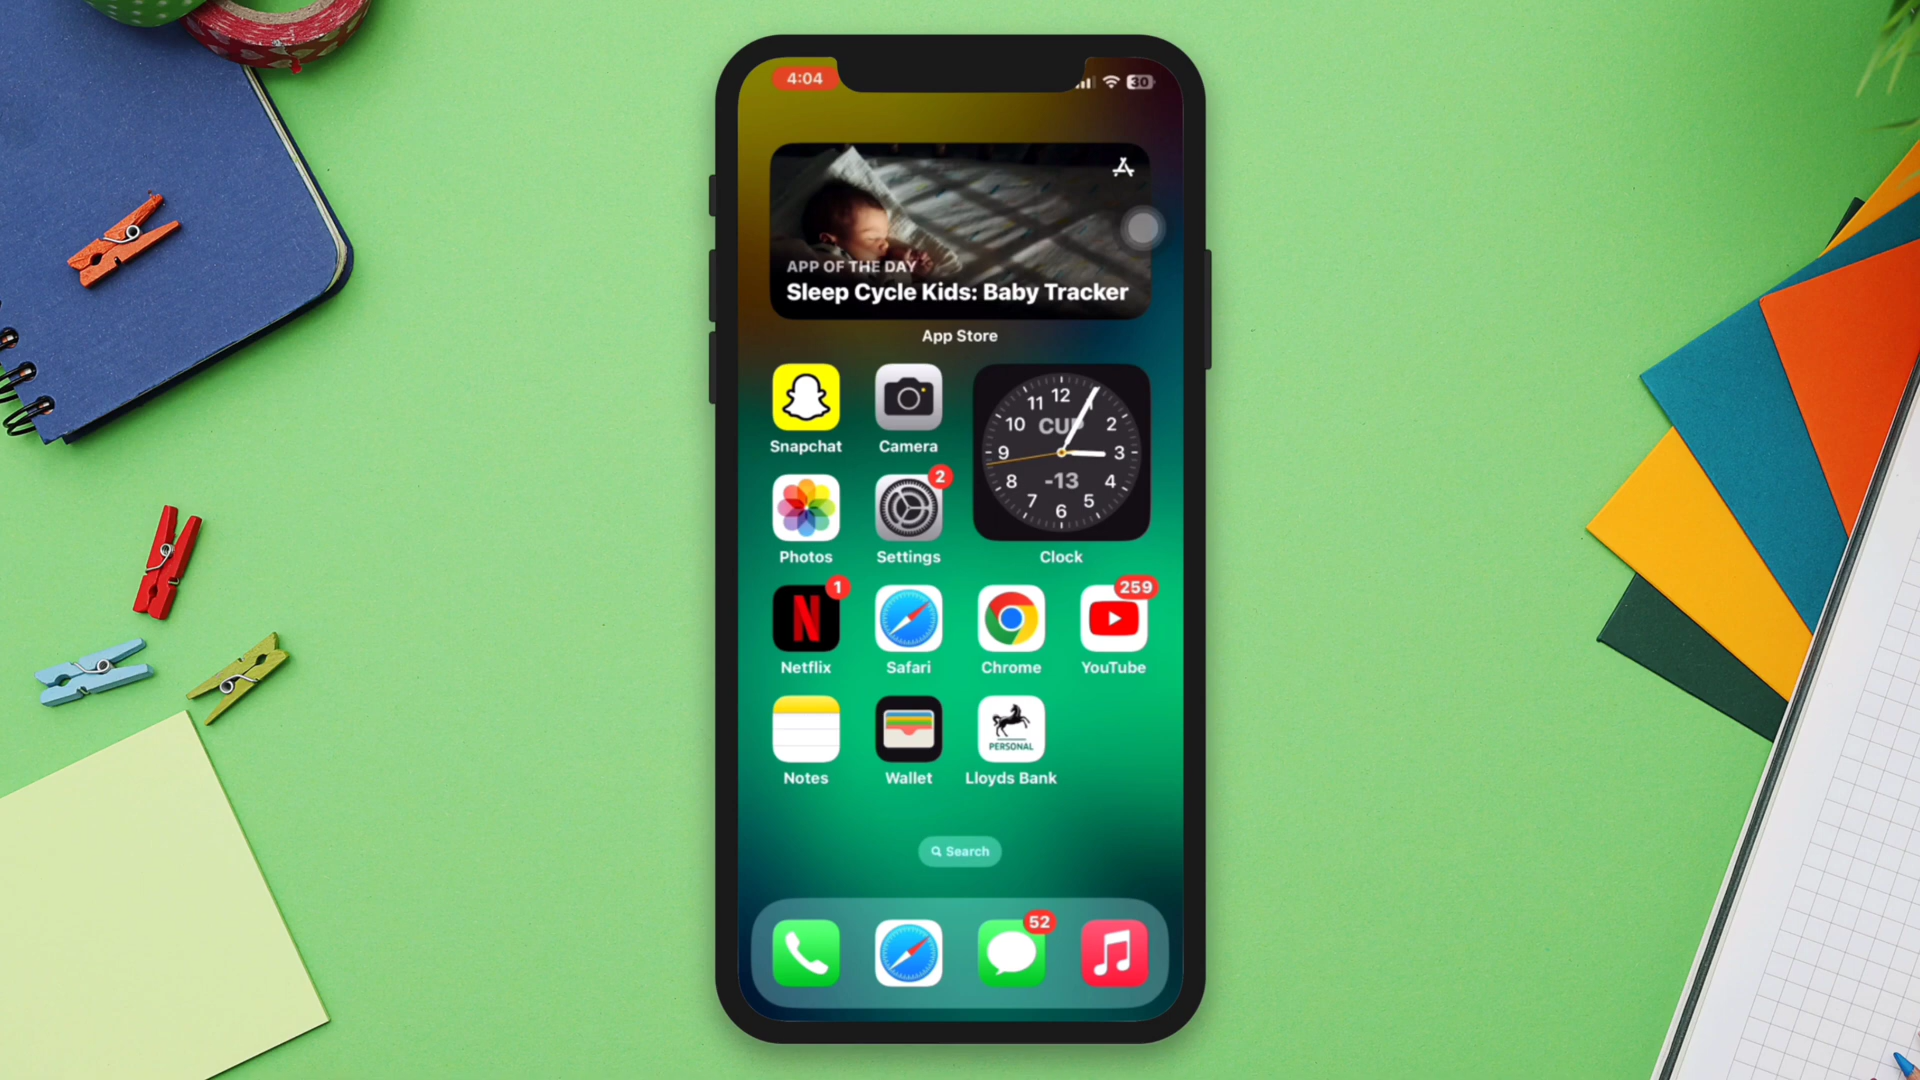 4:04
30
APP OF THE DAY
Sleep Cycle Kids: Baby Tracker
App Store
Snapchat
Camera
12
11
10
2
CUP
9
3
8
-13
4
7
5
6
2
Photos
Settings
Clock
1
259
N
Netflix
Safari
Chrome
YouTube
PERSONAL
Notes
Wallet
Lloyds Bank
Search
52